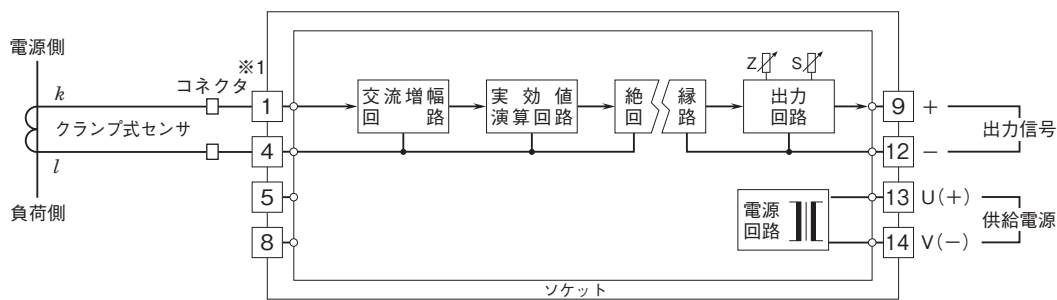 電源側
k
クランプ式センサ
l
負荷側
コネクタ
※1
1
4
5
8
交流増幅
回路
実効値
演算回路
絶縁
回路
Z
S
出力
回路
電源
回路
9
＋
12
－
出力信号
13
U(＋)
14
V(－)
供給電源
ソケット